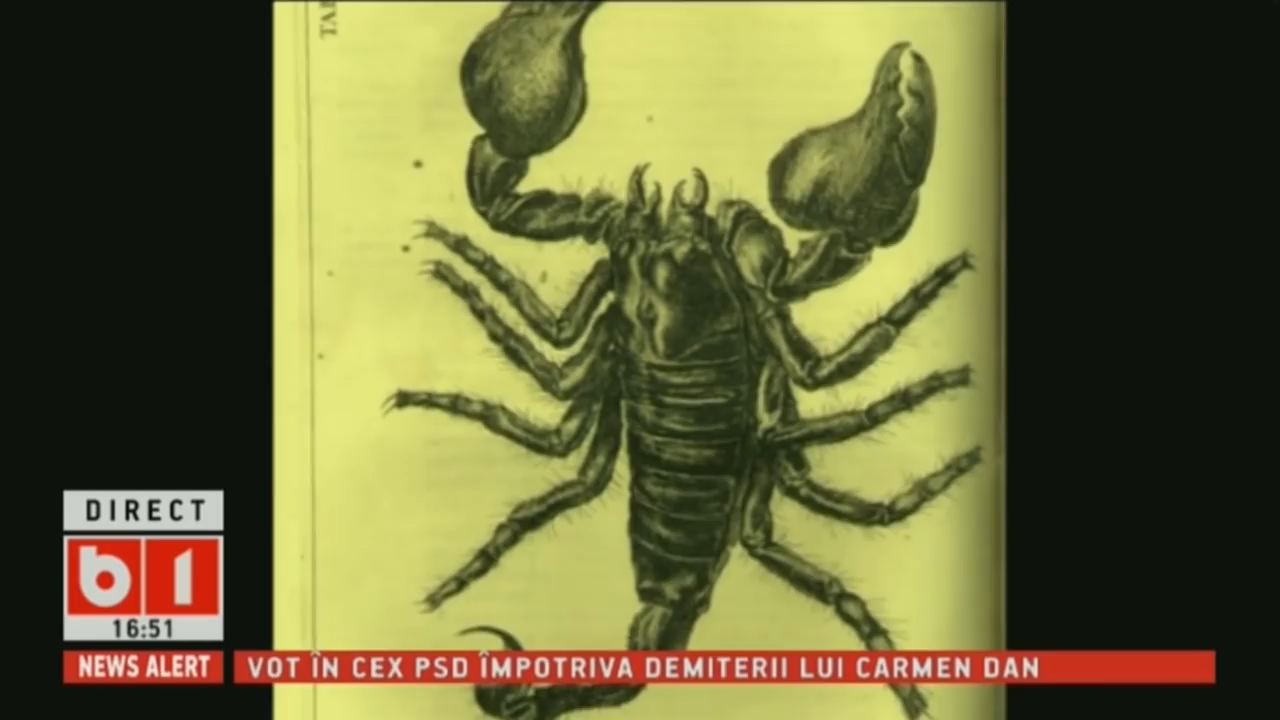 DIRECT
b1
16:51
NEWS ALERT
VOT ÎN CEX PSD ÎMPOTRIVA DEMITERII LUI CARMEN DAN